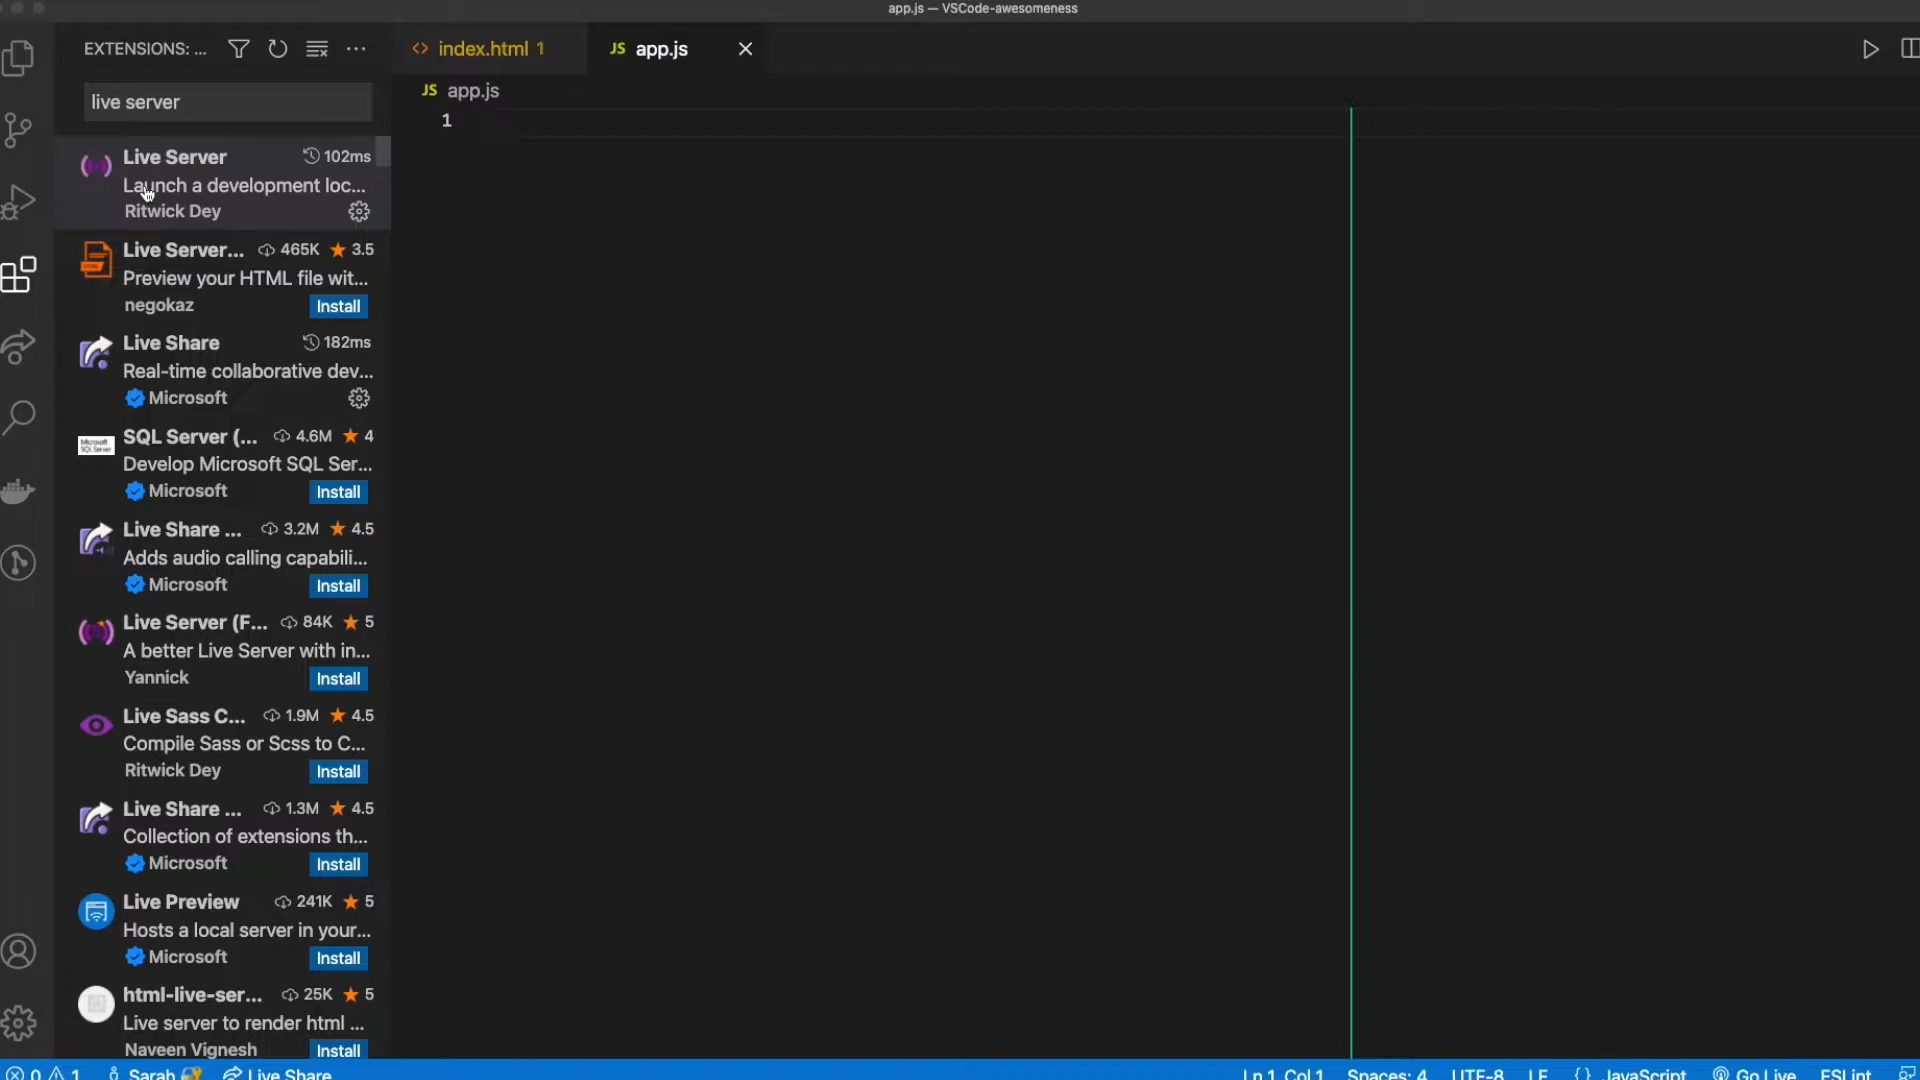 app.js — VSCode-awesomeness
EXTENSIONS: ...
index.html 1
JS app.js
live server
JS app.js
1
Live Server 102ms
Launch a development loc...
Ritwick Dey
Live Server... 465K 3.5
Preview your HTML file wit...
negokaz Install
Live Share 182ms
Real-time collaborative dev...
Microsoft
Microsoft SQL Server
SQL Server (... 4.6M 4
Develop Microsoft SQL Ser...
Microsoft Install
Live Share ... 3.2M 4.5
Adds audio calling capabili...
Microsoft Install
Live Server (F... 84K 5
A better Live Server with in...
Yannick Install
Live Sass C... 1.9M 4.5
Compile Sass or Scss to C...
Ritwick Dey Install
Live Share ... 1.3M 4.5
Collection of extensions th...
Microsoft Install
Live Preview 241K 5
Hosts a local server in your...
Microsoft Install
html-live-ser... 25K 5
Live server to render html ...
Naveen Vignesh Install
0 1 Sarah Live Share
Ln 1, Col 1 Spaces: 4 UTF-8 LF {} JavaScript Go Live ESLint